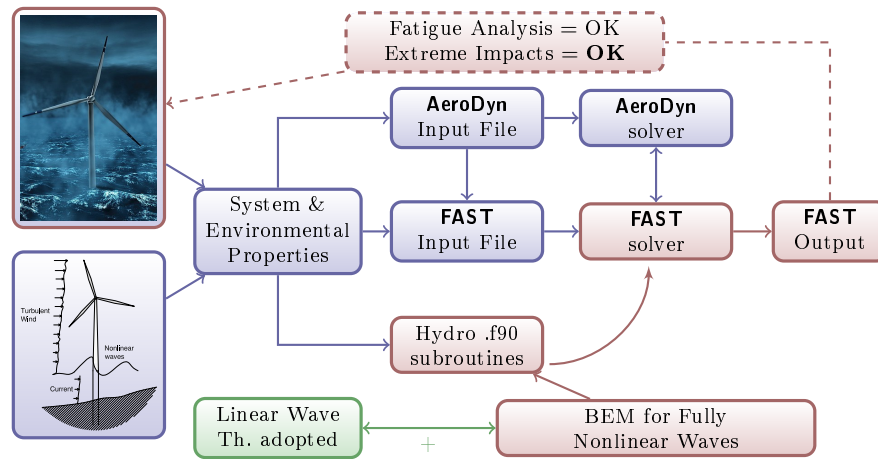 Fatigue Analysis = OK
Extreme Impacts = OK
AeroDyn
Input File
AeroDyn
solver
System &
Environmental
Properties
FAST
Input File
FAST
solver
FAST
Output
Turbulent
Wind
Nonlinear
waves
Current
Hydro .f90
subroutines
Linear Wave
Th. adopted
+
BEM for Fully
Nonlinear Waves